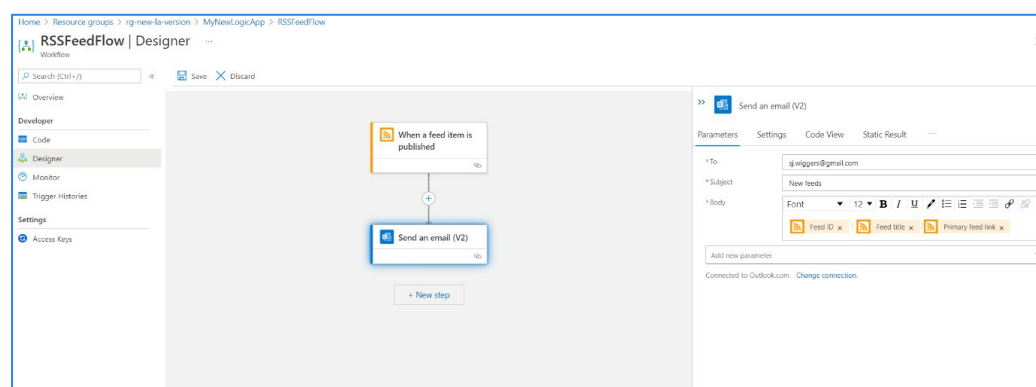 Home > Resource groups > rg-new-la-version > MyNewLogicApp > RSSFeedFlow
RSSFeedFlow | Designer ...
Workflow
Search (Ctrl+/) «
Save Discard
Overview
Developer
Code
Designer
Monitor
Trigger Histories
Settings
Access Keys
When a feed item is
published
+
Send an email (V2)
+ New step
» Send an email (V2)
Parameters Settings Code View Static Result ...
* To sj.wiggers@gmail.com
* Subject New feeds
* Body Font 12 B I U
Feed ID x Feed title x Primary feed link x
Add new parameter
Connected to Outlook.com. Change connection.